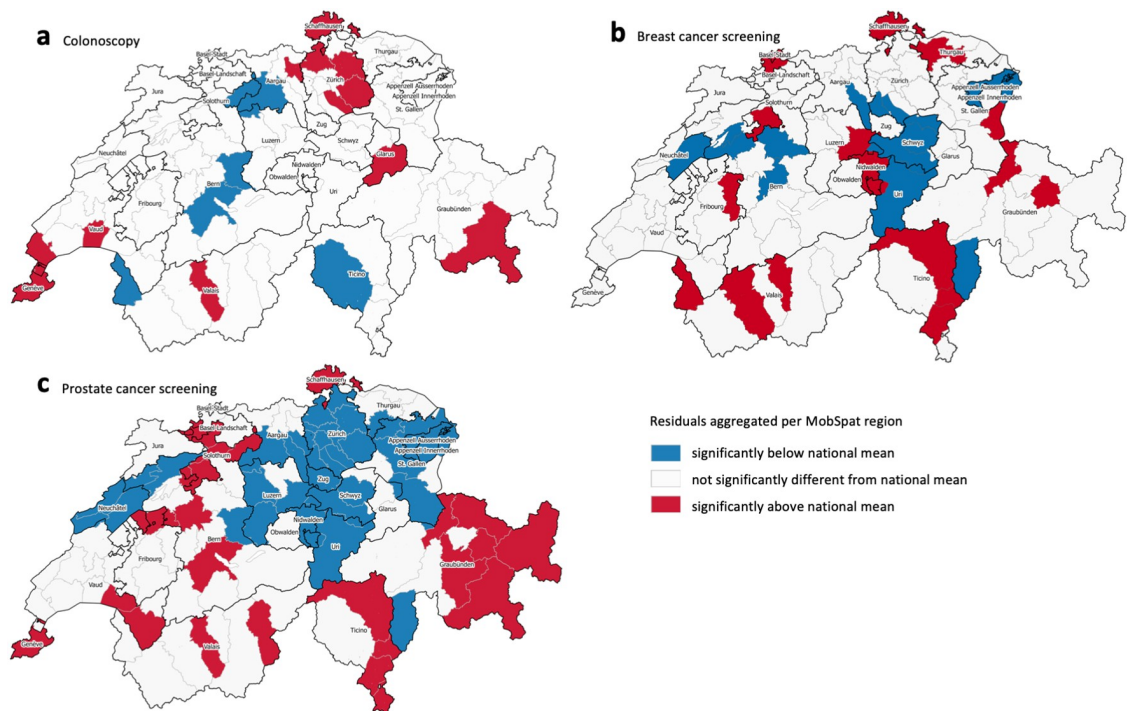 a Colonoscopy
Schaffhausen
Thurgau
Basel-Stadt
Basel-Landschaft
Aargau
Zürich
Appenzell Ausserrhoden
Appenzell Innerrhoden
Jura
Solothurn
St. Gallen
Zug
Luzern
Schwyz
Neuchâtel
Nidwalden
Glarus
Obwalden
Bern
Uri
Fribourg
Graubünden
Vaud
Ticino
Genève
Valais
b Breast cancer screening
Schaffhausen
Thurgau
Basel-Stadt
Basel-Landschaft
Aargau
Zürich
Appenzell Ausserrhoden
Appenzell Innerrhoden
Jura
Solothurn
St. Gallen
Zug
Luzern
Schwyz
Neuchâtel
Nidwalden
Glarus
Obwalden
Bern
Uri
Fribourg
Graubünden
Vaud
Ticino
Genève
Valais
c Prostate cancer screening
Schaffhausen
Thurgau
Basel-Stadt
Basel-Landschaft
Aargau
Zürich
Appenzell Ausserrhoden
Appenzell Innerrhoden
Jura
Solothurn
St. Gallen
Zug
Luzern
Schwyz
Neuchâtel
Nidwalden
Glarus
Obwalden
Bern
Uri
Fribourg
Graubünden
Vaud
Ticino
Genève
Valais
Residuals aggregated per MobSpat region
significantly below national mean
not significantly different from national mean
significantly above national mean